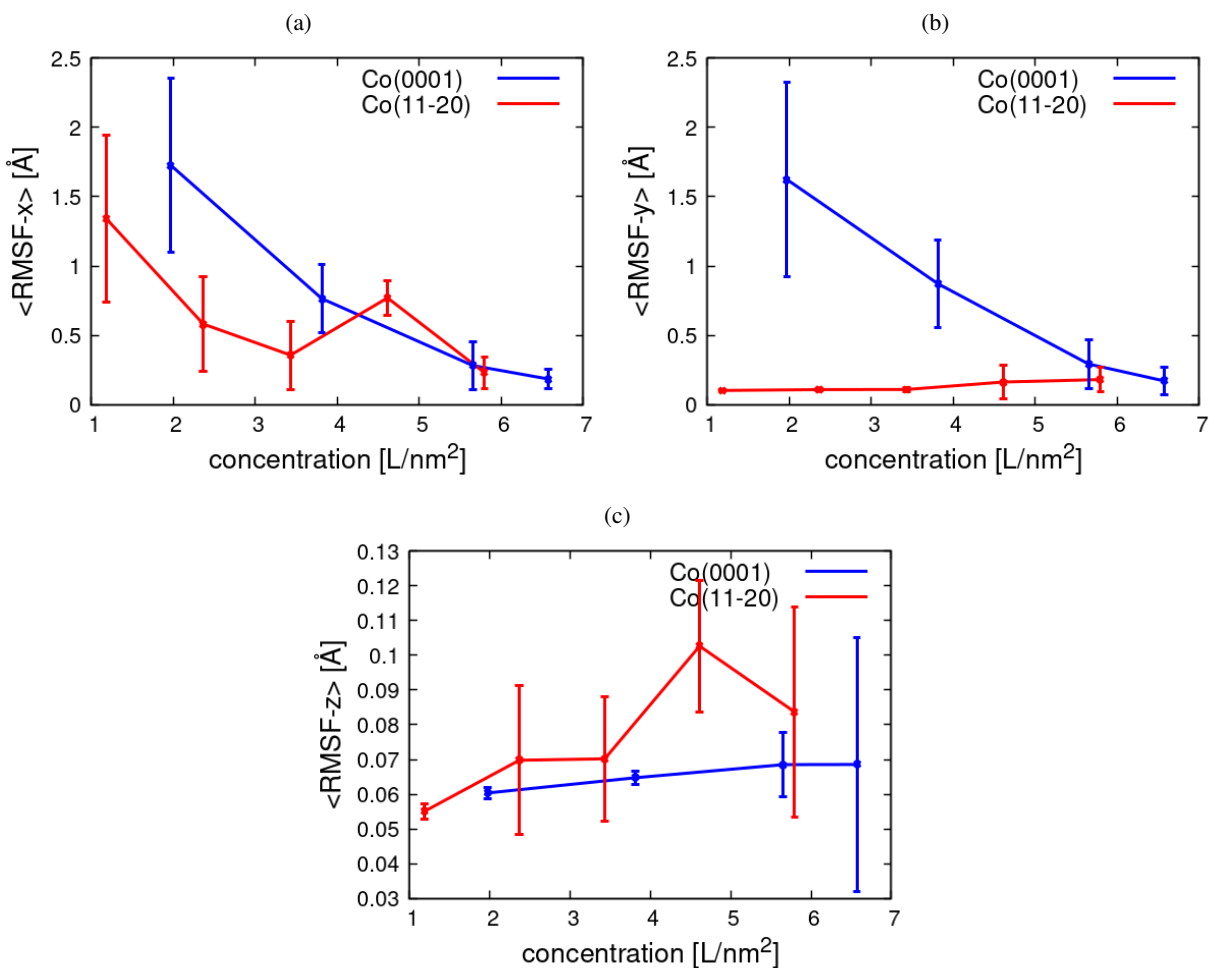 (a)
2.5
2
1.5
1
0.5
0
1 2 3 4 5 6 7
<RMSF-x> [Å]
concentration [L/nm²]
Co(0001)
Co(11-20)
(b)
2.5
2
1.5
1
0.5
0
1 2 3 4 5 6 7
<RMSF-y> [Å]
concentration [L/nm²]
Co(0001)
Co(11-20)
(c)
0.13
0.12
0.11
0.1
0.09
0.08
0.07
0.06
0.05
0.04
0.03
1 2 3 4 5 6 7
<RMSF-z> [Å]
concentration [L/nm²]
Co(0001)
Co(11-20)